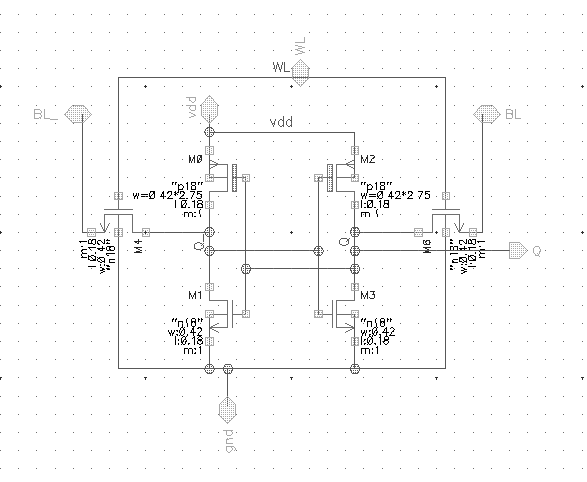 WL
WL
BL_
vdd
BL
vdd
M0
M2
"p18"
w=0.42*2.75
l:0.18
"p18"
w=0.42*2.75
l:0.18
Q_
Q
M4
m:1
l:0.18
w:0.42
"n18"
M6
"n18"
w:0.42
l:0.18
m:1
Q
M1
M3
"n18"
w:0.42
l:0.18
m:1
"n18"
w:0.42
l:0.18
m:1
gnd